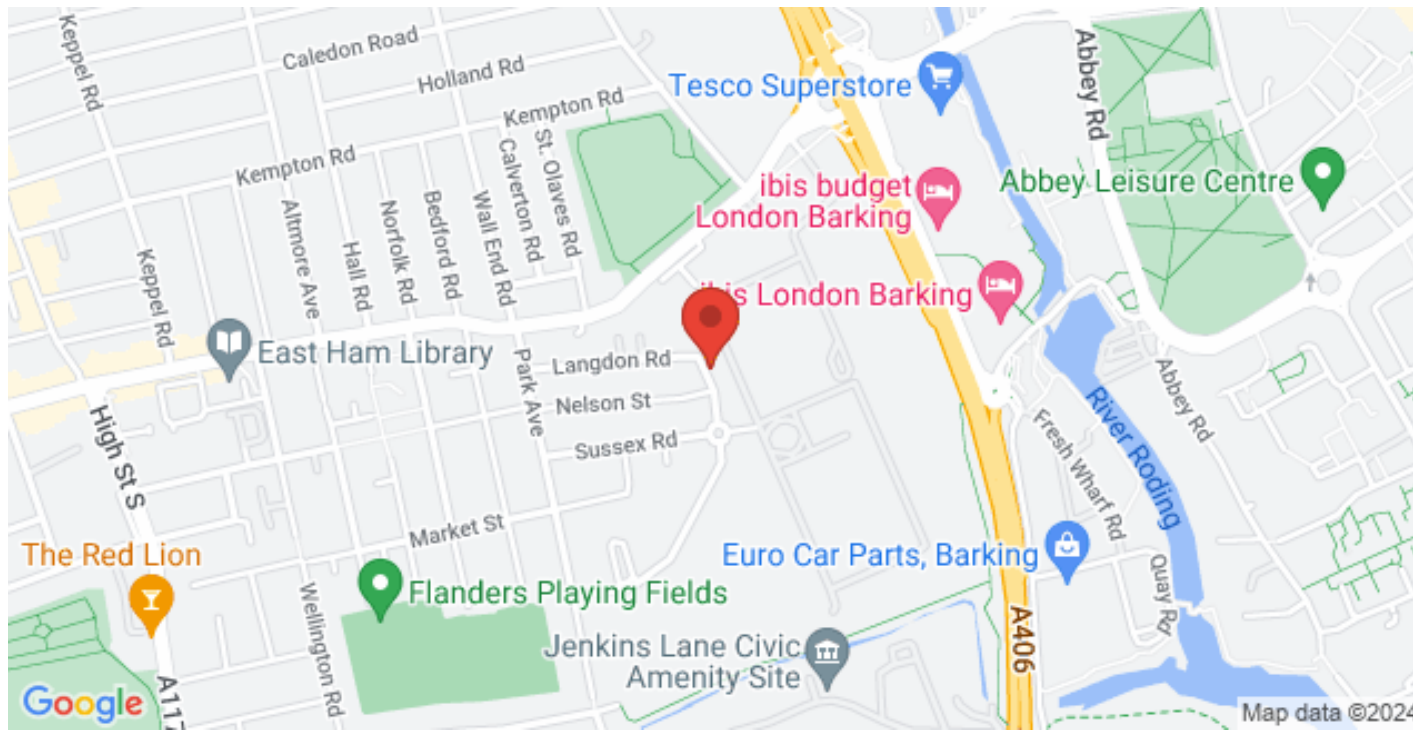 Keppel Rd
Caledon Road
Holland Rd
Kempton Rd
Tesco Superstore
Abbey Rd
Kempton Rd
St. Olaves Rd
Calverton Rd
Wall End Rd
Bedford Rd
Norfolk Rd
Hall Rd
Altmore Ave
Keppel Rd
ibis budget
London Barking
Abbey Leisure Centre
ibis London Barking
East Ham Library
Langdon Rd
Park Ave
Nelson St
Sussex Rd
High St S
Abbey Rd
River Roding
Fresh Wharf Rd
Market St
The Red Lion
Euro Car Parts, Barking
Quay Rd
Flanders Playing Fields
Wellington Rd
A406
Jenkins Lane Civic
Amenity Site
A117
Google
Map data ©2024